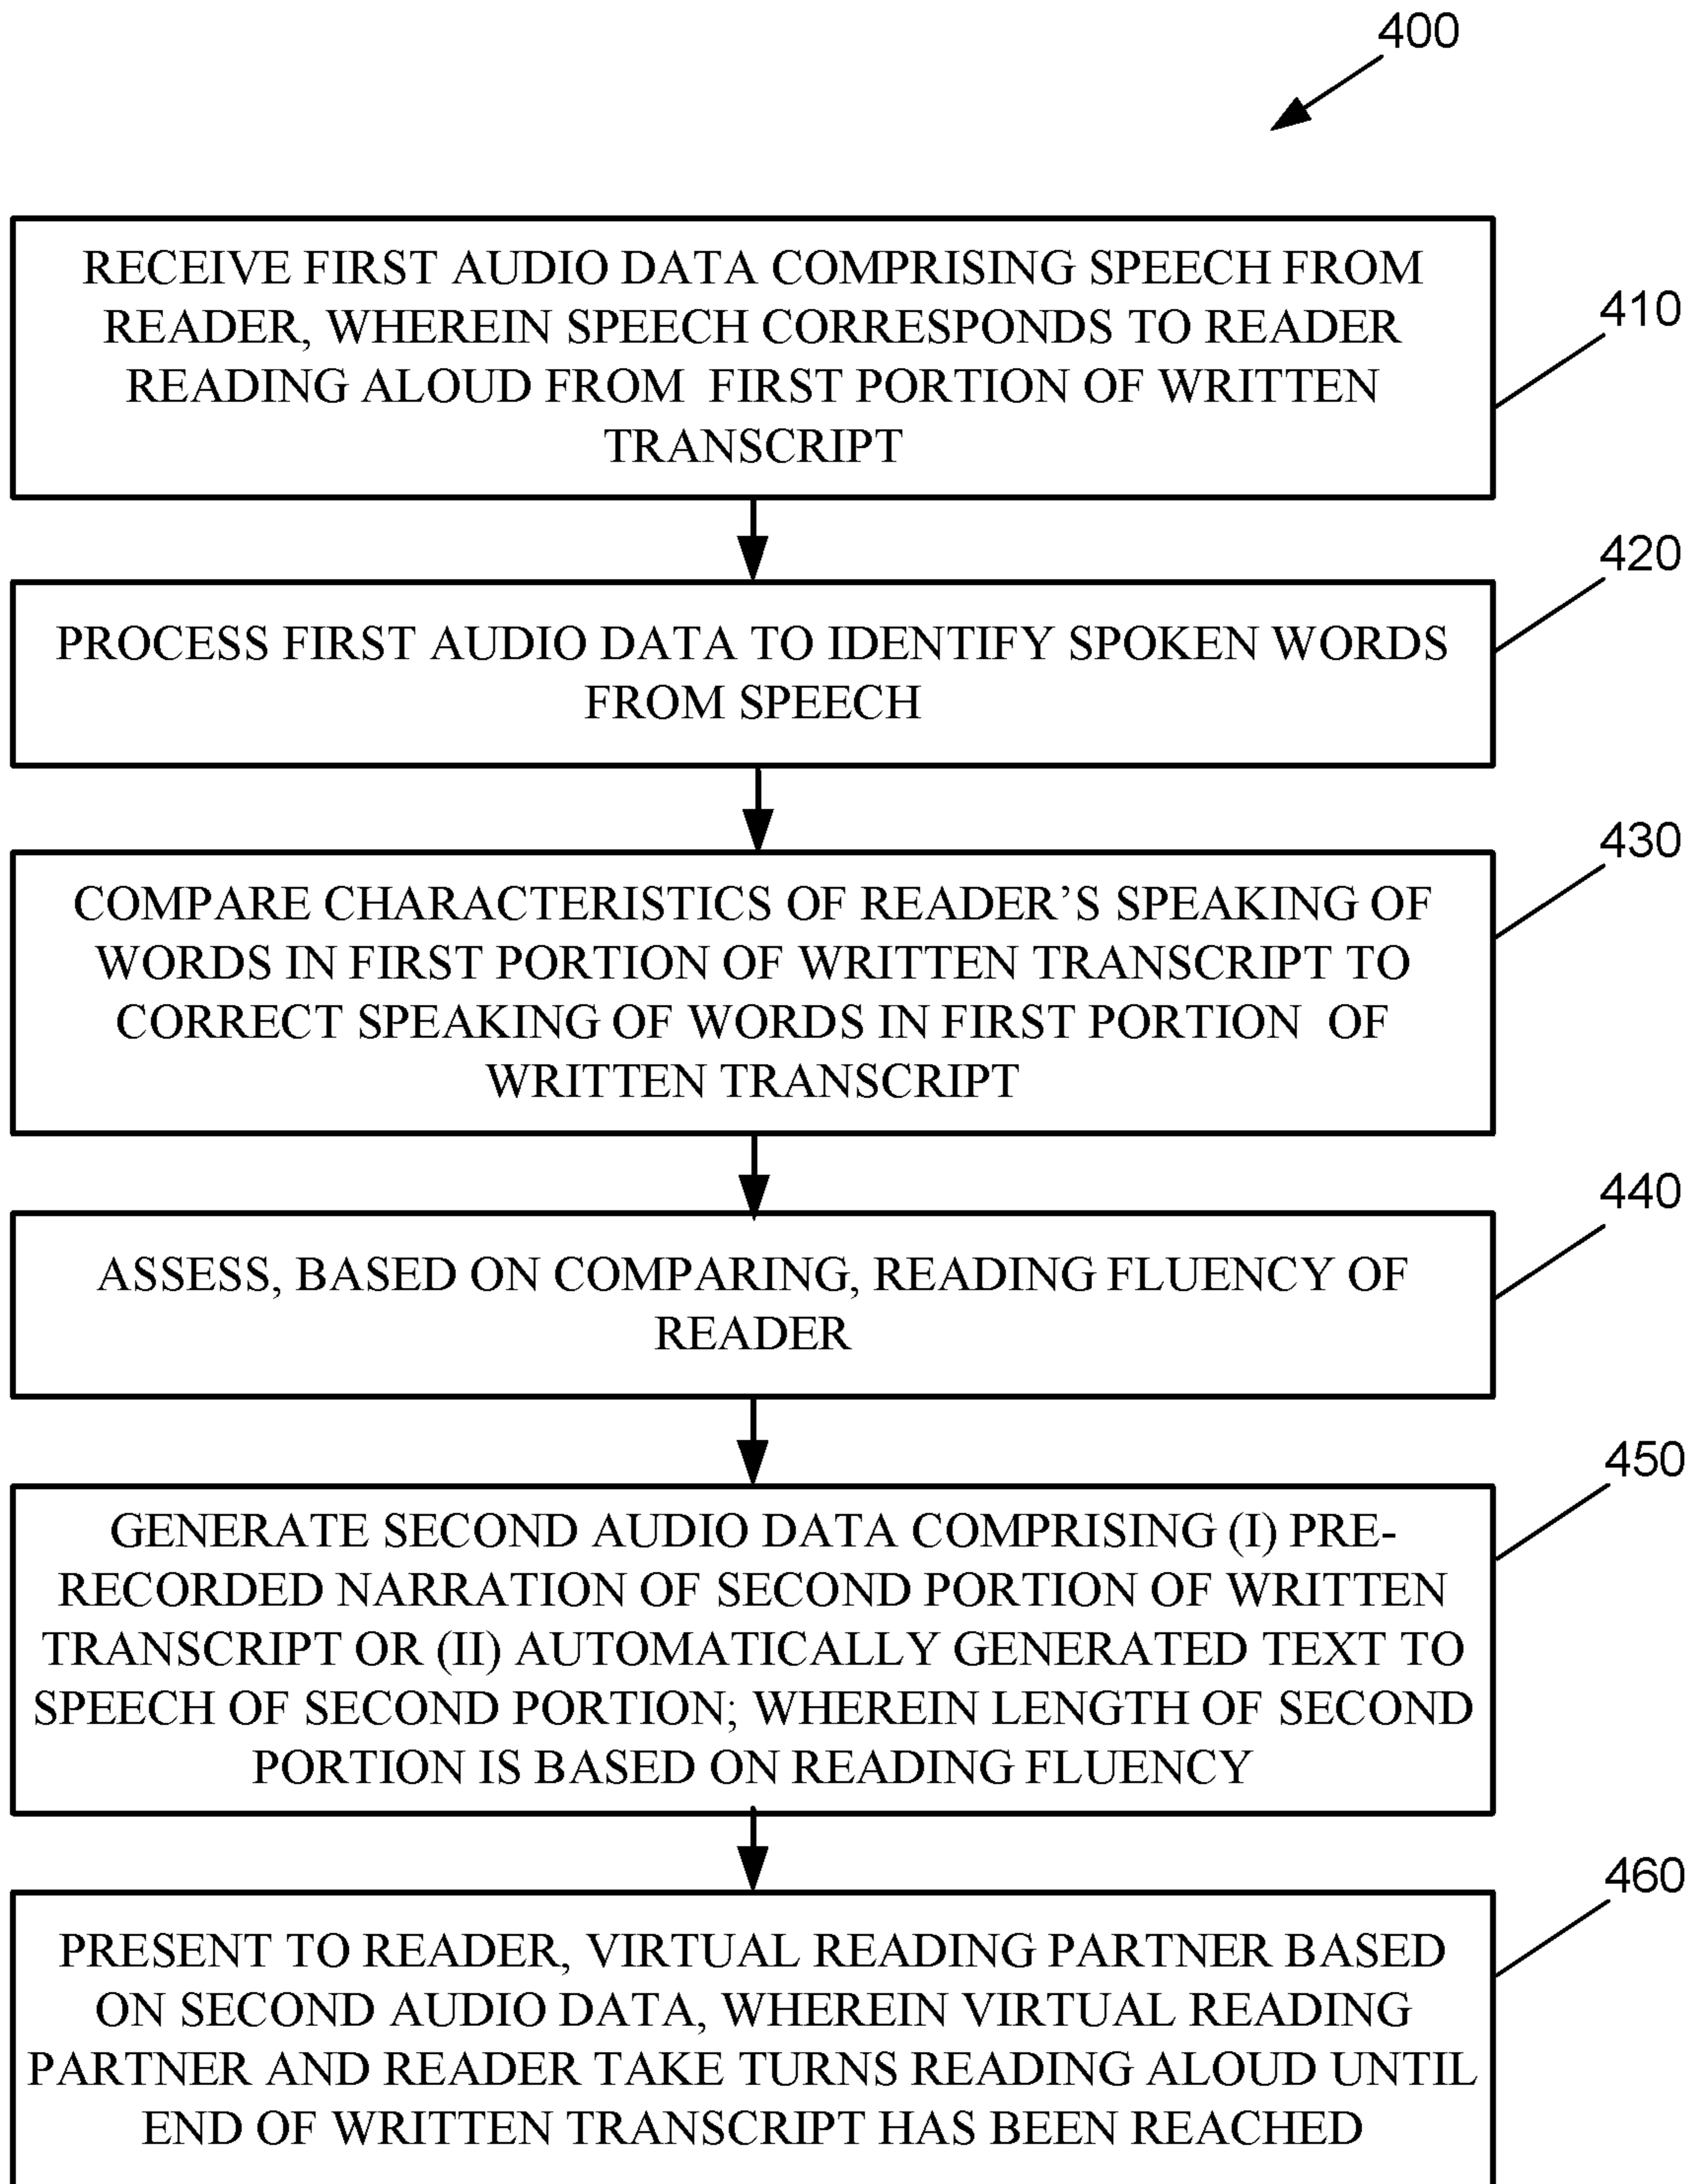 400
RECEIVE FIRST AUDIO DATA COMPRISING SPEECH FROM
READER, WHEREIN SPEECH CORRESPONDS TO READER
READING ALOUD FROM FIRST PORTION OF WRITTEN
TRANSCRIPT
410
PROCESS FIRST AUDIO DATA TO IDENTIFY SPOKEN WORDS
FROM SPEECH
420
COMPARE CHARACTERISTICS OF READER'S SPEAKING OF
WORDS IN FIRST PORTION OF WRITTEN TRANSCRIPT TO
CORRECT SPEAKING OF WORDS IN FIRST PORTION OF
WRITTEN TRANSCRIPT
430
ASSESS, BASED ON COMPARING, READING FLUENCY OF
READER
440
GENERATE SECOND AUDIO DATA COMPRISING (I) PRE-
RECORDED NARRATION OF SECOND PORTION OF WRITTEN
TRANSCRIPT OR (II) AUTOMATICALLY GENERATED TEXT TO
SPEECH OF SECOND PORTION; WHEREIN LENGTH OF SECOND
PORTION IS BASED ON READING FLUENCY
450
PRESENT TO READER, VIRTUAL READING PARTNER BASED
ON SECOND AUDIO DATA, WHEREIN VIRTUAL READING
PARTNER AND READER TAKE TURNS READING ALOUD UNTIL
END OF WRITTEN TRANSCRIPT HAS BEEN REACHED
460